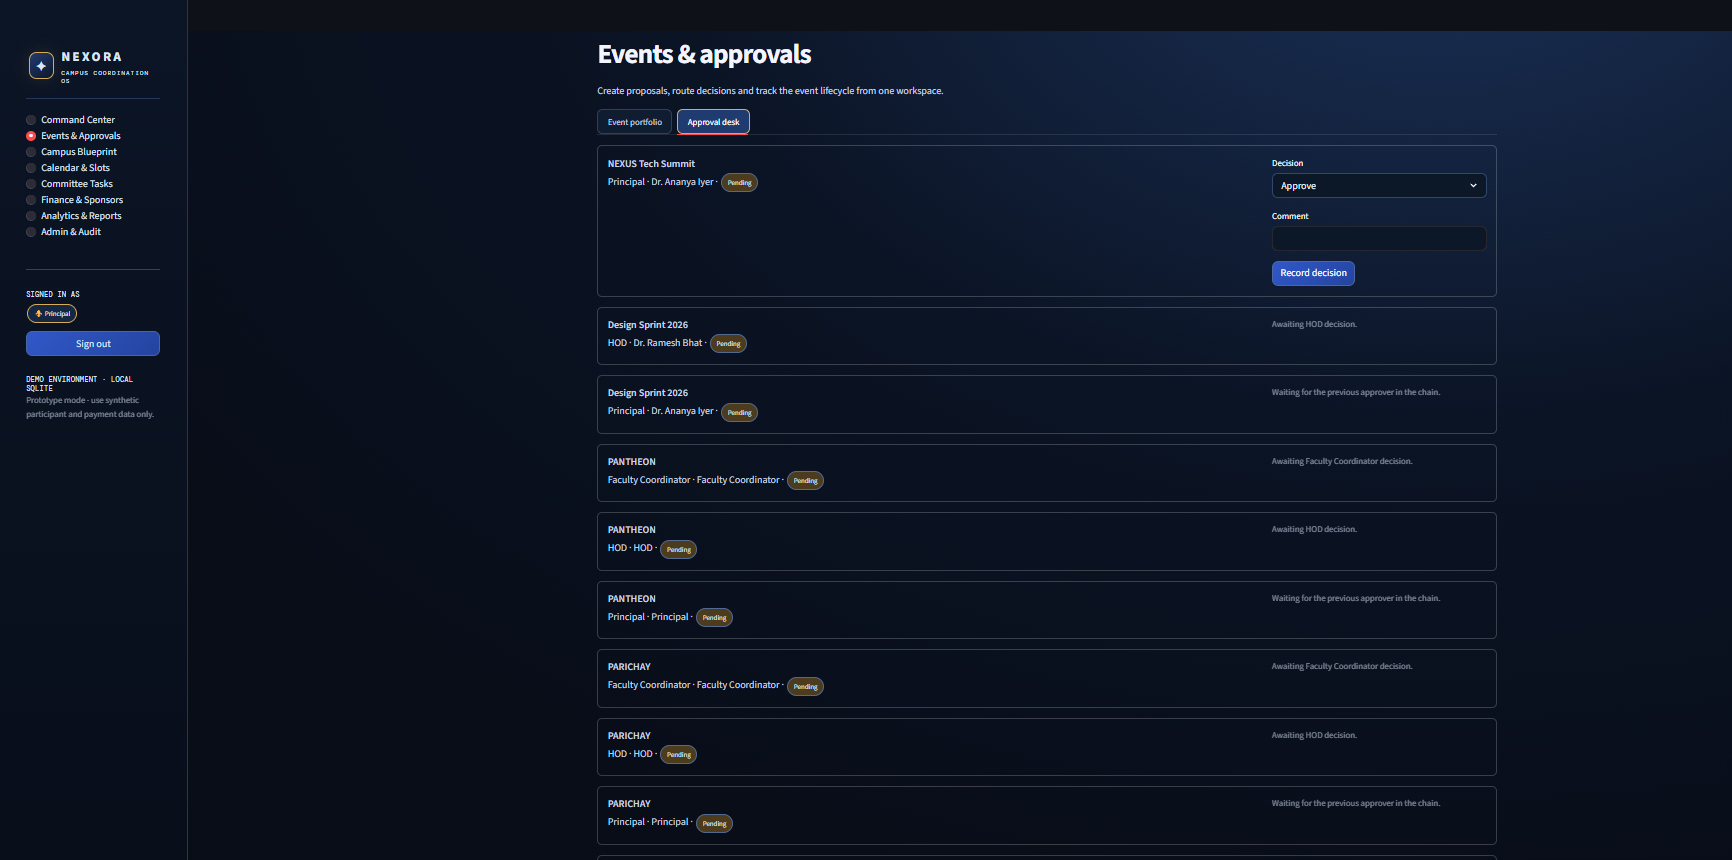 NEXORA
CAMPUS COORDINATION
OS
Command Center
Events & Approvals
Campus Blueprint
Calendar & Slots
Committee Tasks
Finance & Sponsors
Analytics & Reports
Admin & Audit
SIGNED IN AS
Principal
Sign out
DEMO ENVIRONMENT · LOCAL
SQLITE
Prototype mode - use synthetic
participant and payment data only.
Events & approvals
Create proposals, route decisions and track the event lifecycle from one workspace.
Event portfolio
Approval desk
NEXUS Tech Summit
Principal · Dr. Ananya Iyer · Pending
Decision
Approve
Comment
Record decision
Design Sprint 2026
HOD · Dr. Ramesh Bhat · Pending
Awaiting HOD decision.
Design Sprint 2026
Principal · Dr. Ananya Iyer · Pending
Waiting for the previous approver in the chain.
PANTHEON
Faculty Coordinator · Faculty Coordinator · Pending
Awaiting Faculty Coordinator decision.
PANTHEON
HOD · HOD · Pending
Awaiting HOD decision.
PANTHEON
Principal · Principal · Pending
Waiting for the previous approver in the chain.
PARICHAY
Faculty Coordinator · Faculty Coordinator · Pending
Awaiting Faculty Coordinator decision.
PARICHAY
HOD · HOD · Pending
Awaiting HOD decision.
PARICHAY
Principal · Principal · Pending
Waiting for the previous approver in the chain.